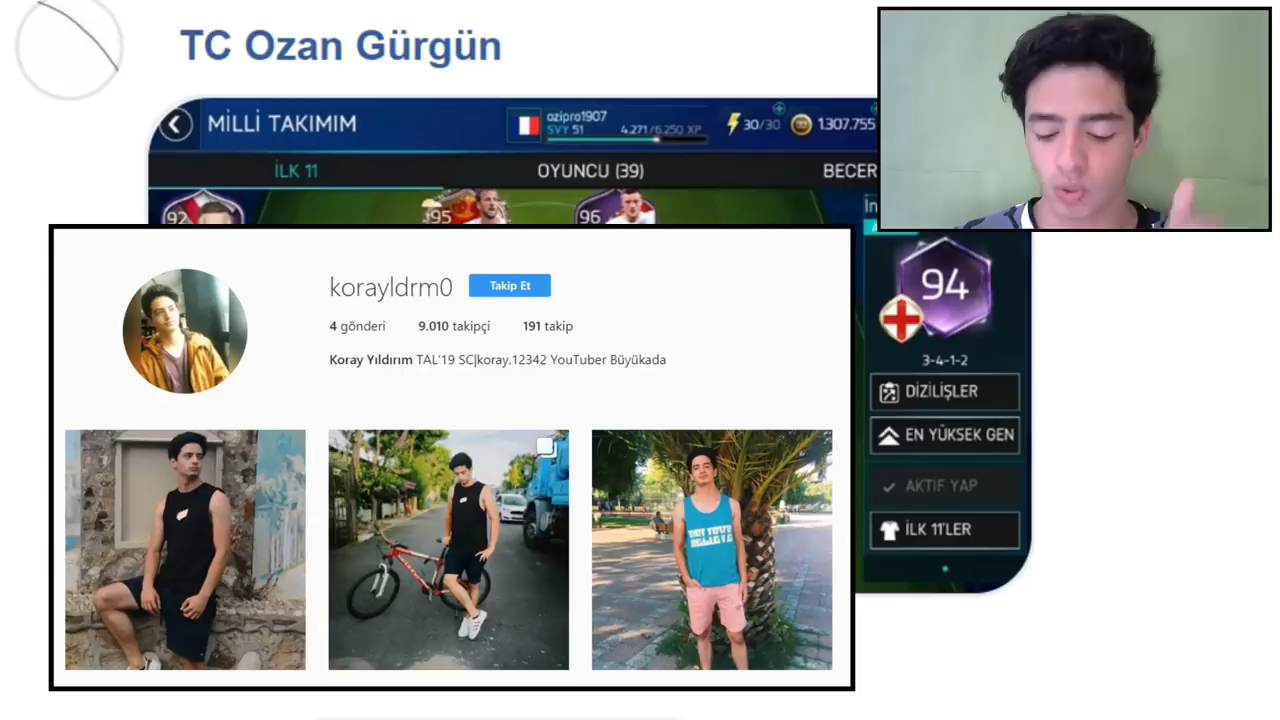 TC Ozan Gürgün
MİLLİ TAKIMIM
ozipro1907
SVY 51
4.271/6.250 XP
30/30
1.307.755
İLK 11
OYUNCU (39)
BECER
92
95
96
korayldrm0
Takip Et
4 gönderi 9.010 takipçi 191 takip
Koray Yıldırım TAL'19 SC|koray.12342 YouTuber Büyükada
94
3-4-1-2
DİZİLİŞLER
EN YÜKSEK GEN
AKTİF YAP
İLK 11'LER